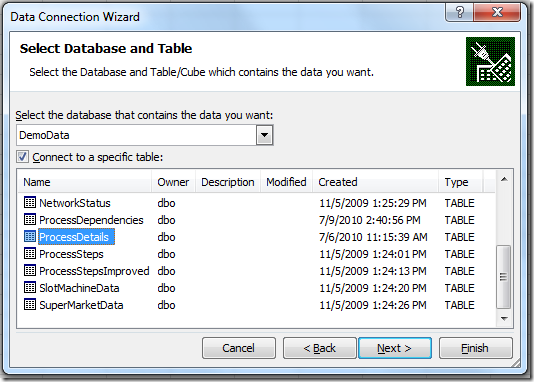 Data Connection Wizard
Select Database and Table
Select the Database and Table/Cube which contains the data you want.
Select the database that contains the data you want:
DemoData
Connect to a specific table:
Name Owner Description Modified Created Type
NetworkStatus dbo 11/5/2009 1:25:29 PM TABLE
ProcessDependencies dbo 7/9/2010 2:40:56 PM TABLE
ProcessDetails dbo 7/6/2010 11:15:39 AM TABLE
ProcessSteps dbo 11/5/2009 1:24:01 PM TABLE
ProcessStepsImproved dbo 11/5/2009 1:24:13 PM TABLE
SlotMachineData dbo 11/5/2009 1:24:20 PM TABLE
SuperMarketData dbo 11/5/2009 1:24:26 PM TABLE
Cancel < Back Next > Finish